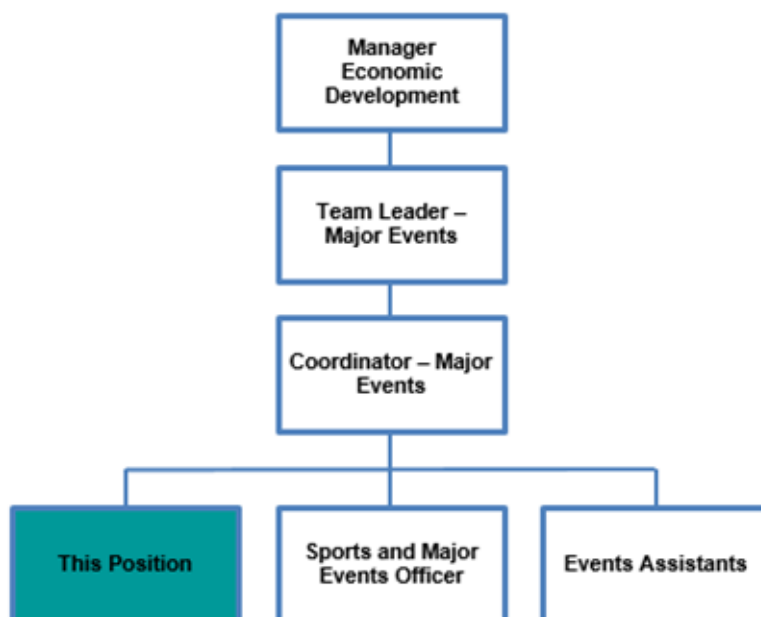 Manager
Economic
Development
Team Leader –
Major Events
Coordinator – Major
Events
This Position
Sports and Major
Events Officer
Events Assistants